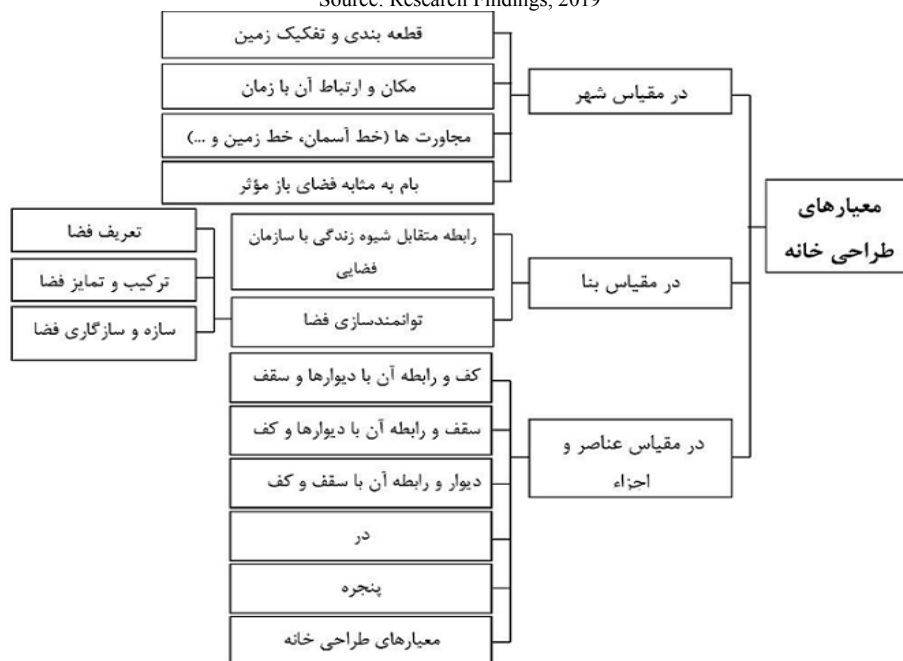 Source: Research Findings, 2019
معیارهای
طراحی خانه
در مقیاس شهر
قطعه بندی و تفکیک زمین
مکان و ارتباط آن با زمان
مجاورت ها (خط آسمان، خط زمین و ...)
بام به مثابه فضای باز مؤثر
در مقیاس بنا
رابطه متقابل شیوه زندگی با سازمان
فضایی
توانمندسازی فضا
تعریف فضا
ترکیب و تمایز فضا
سازه و سازگاری فضا
در مقیاس عناصر و
اجزاء
کف و رابطه آن با دیوارها و سقف
سقف و رابطه آن با دیوارها و کف
دیوار و رابطه آن با سقف و کف
در
پنجره
معیارهای طراحی خانه